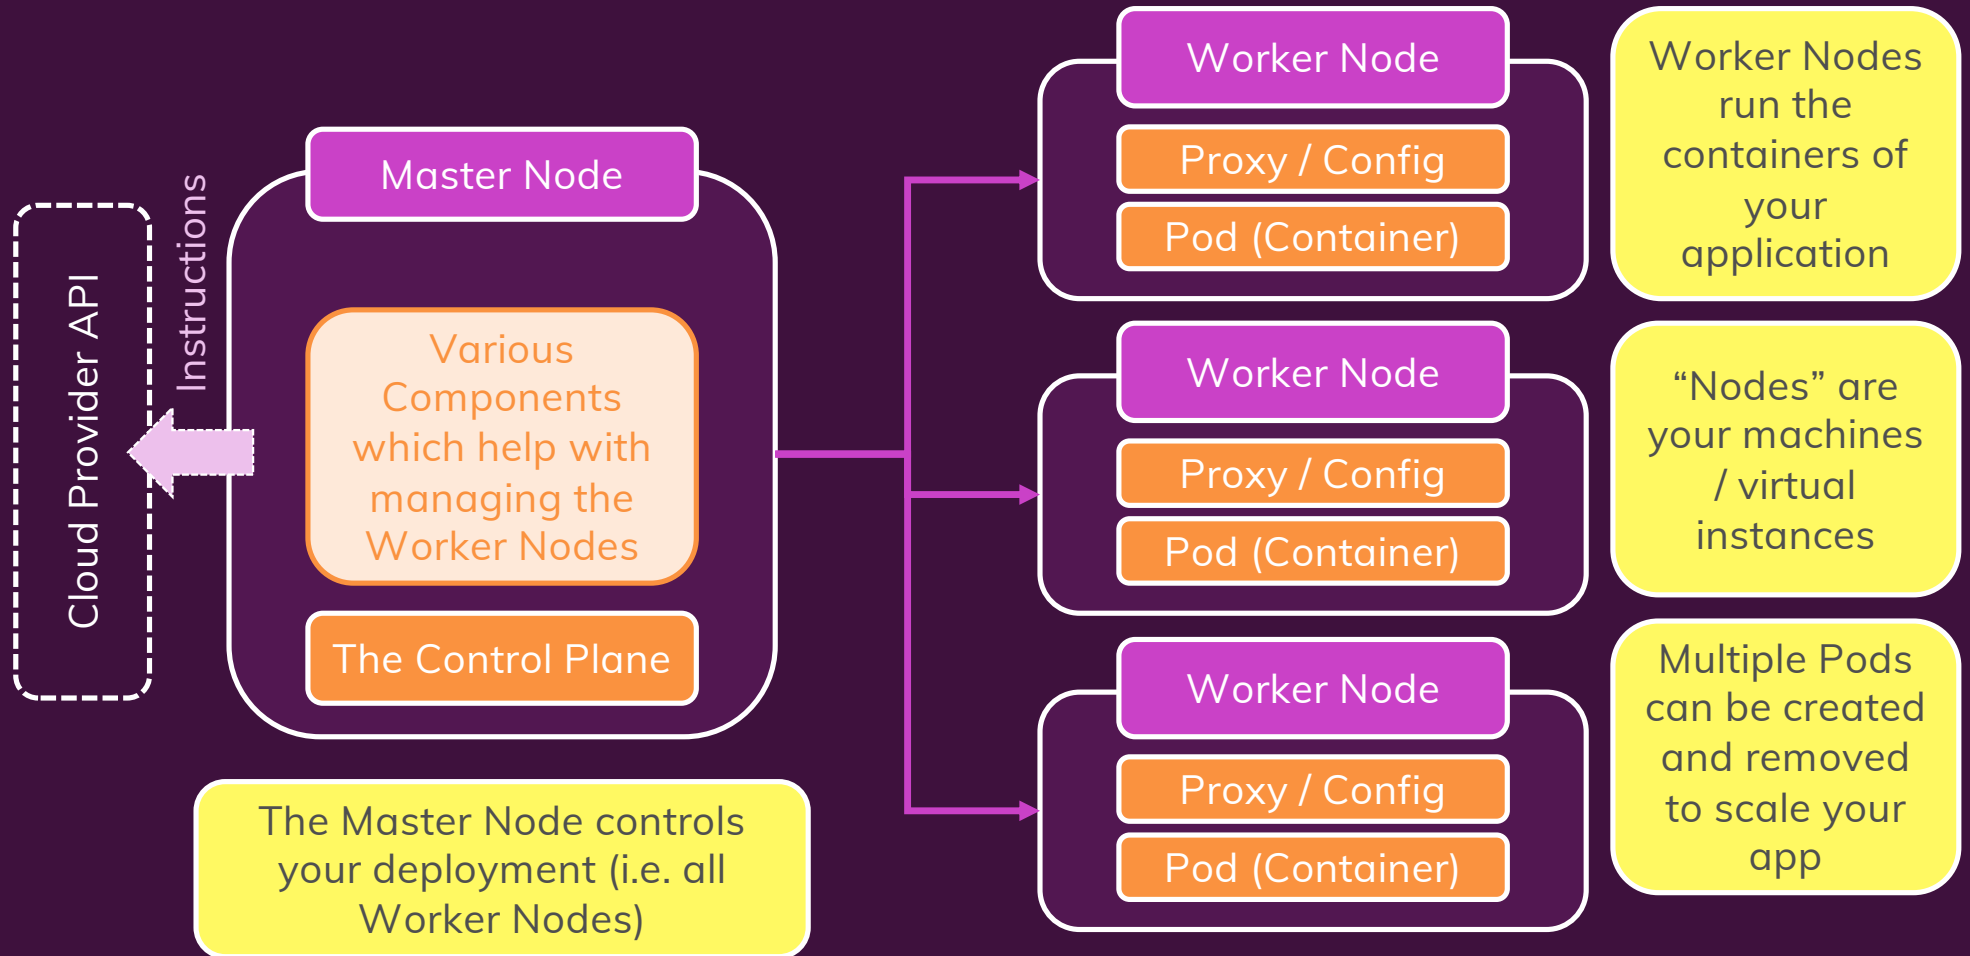 Cloud Provider API
Instructions
Master Node
Various
Components
which help with
managing the
Worker Nodes
The Control Plane
The Master Node controls
your deployment (i.e. all
Worker Nodes)
Worker Node
Proxy / Config
Pod (Container)
Worker Node
Proxy / Config
Pod (Container)
Worker Node
Proxy / Config
Pod (Container)
Worker Nodes
run the
containers of
your
application
“Nodes” are
your machines
/ virtual
instances
Multiple Pods
can be created
and removed
to scale your
app